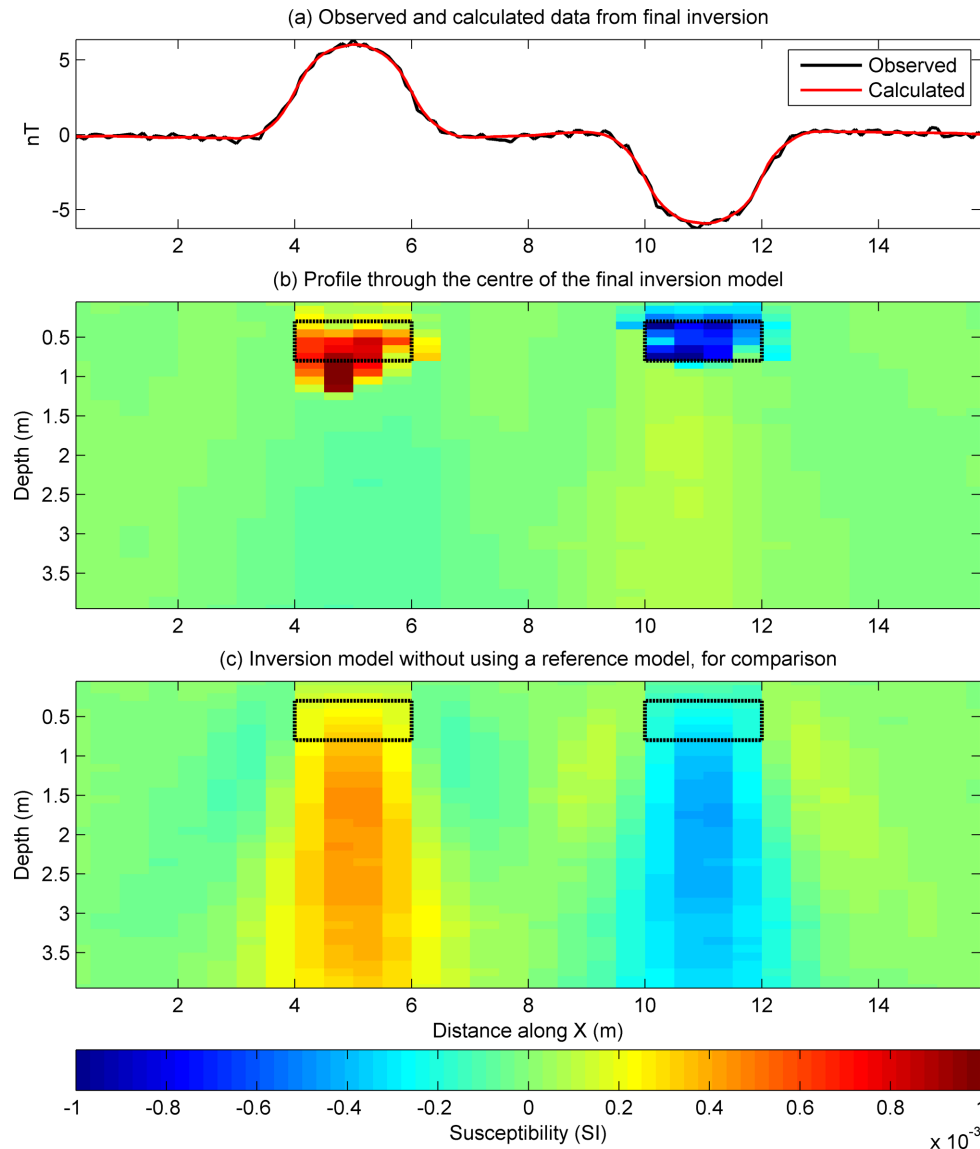 (a) Observed and calculated data from final inversion
5
0
-5
nT
Observed
Calculated
2 4 6 8 10 12 14
(b) Profile through the centre of the final inversion model
0.5
1
1.5
2
2.5
3
3.5
Depth (m)
2 4 6 8 10 12 14
(c) Inversion model without using a reference model, for comparison
0.5
1
1.5
2
2.5
3
3.5
Depth (m)
2 4 6 8 10 12 14
Distance along X (m)
-1 -0.8 -0.6 -0.4 -0.2 0 0.2 0.4 0.6 0.8 1
Susceptibility (SI)
x 10-3